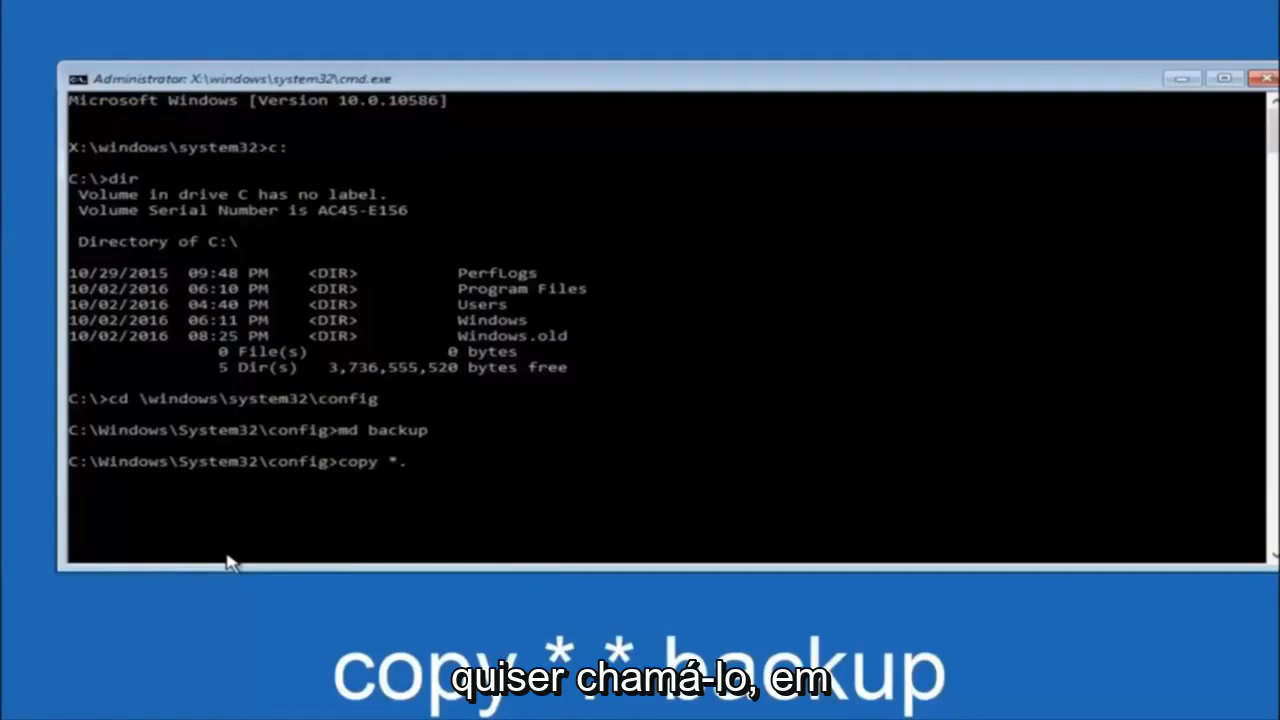 Administrator: X:\windows\system32\cmd.exe
Microsoft Windows [Version 10.0.10586]
X:\windows\system32>c:
C:\>dir
Volume in drive C has no label.
Volume Serial Number is AC45-E156
Directory of C:\
10/29/2015 09:48 PM <DIR> PerfLogs
10/02/2016 06:10 PM <DIR> Program Files
10/02/2016 04:40 PM <DIR> Users
10/02/2016 06:11 PM <DIR> Windows
10/02/2016 08:25 PM <DIR> Windows.old
0 File(s) 0 bytes
5 Dir(s) 3,736,555,520 bytes free
C:\>cd \windows\system32\config
C:\Windows\System32\config>md backup
C:\Windows\System32\config>copy *.
copy *.* backup
quiser chamá-lo, em